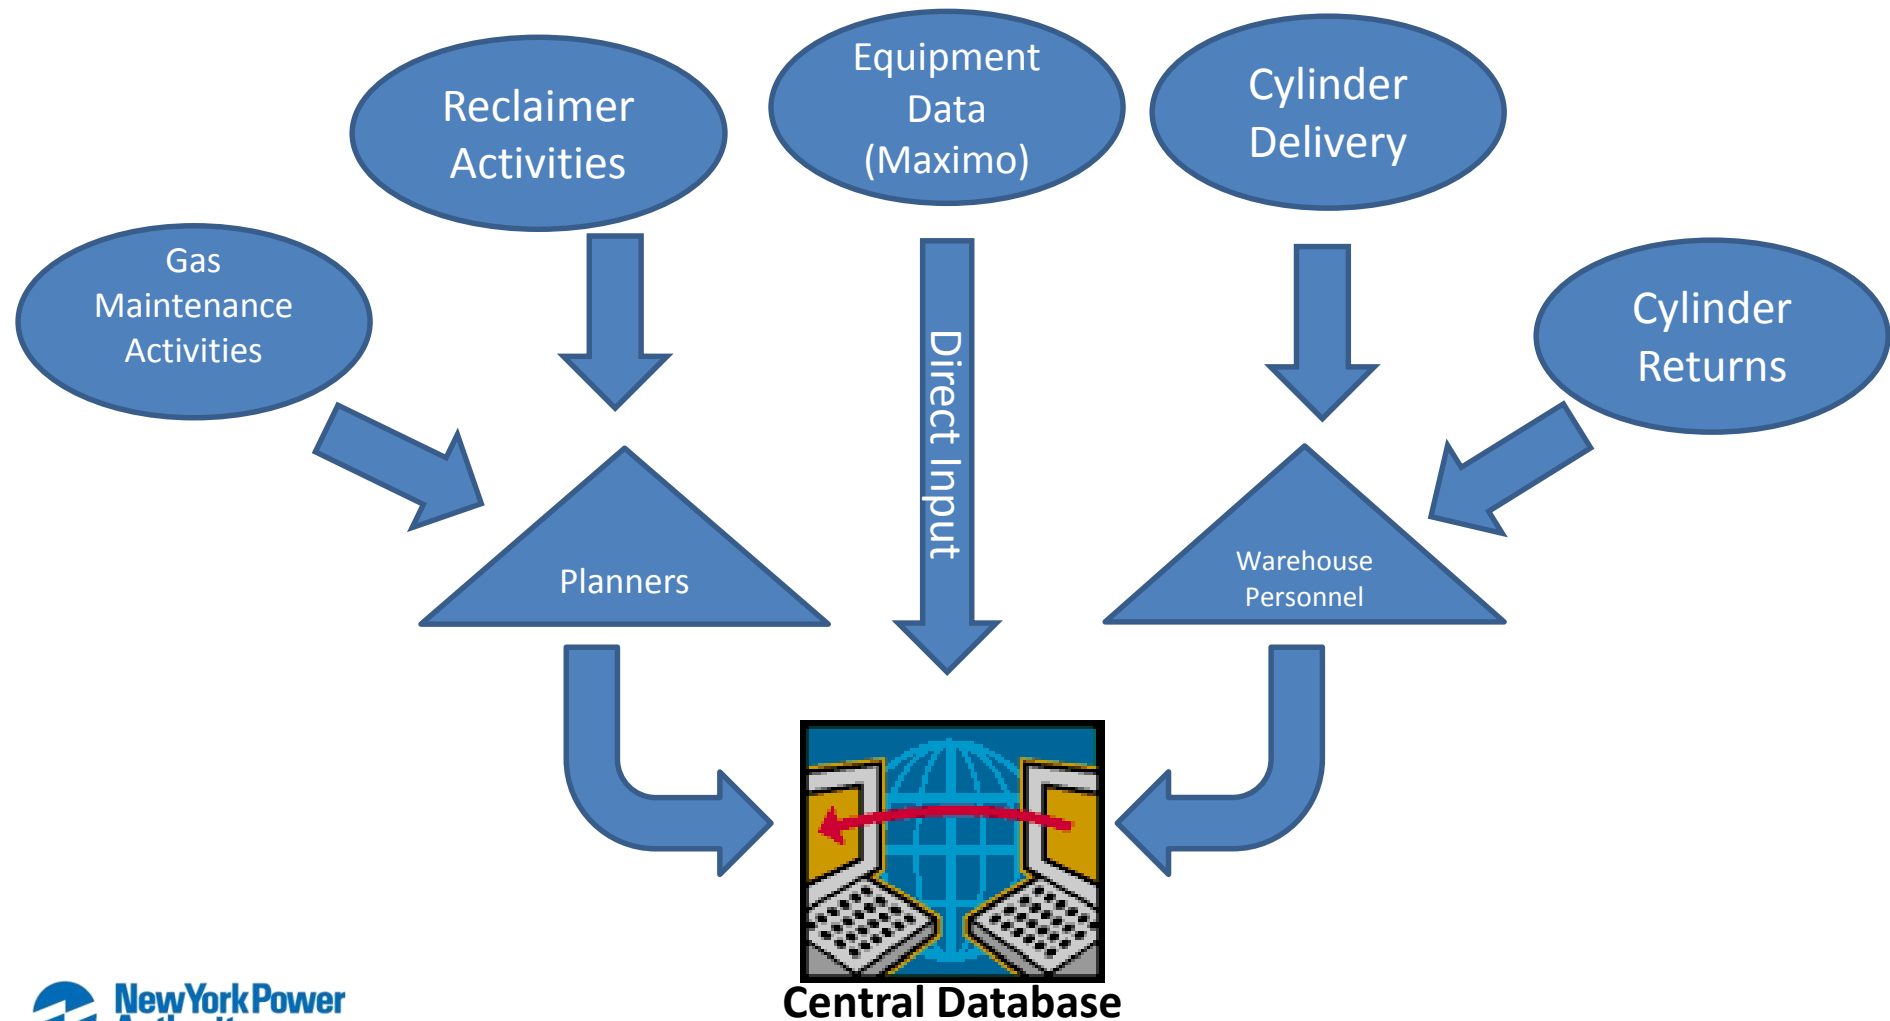 Equipment
Data
(Maximo)
Cylinder
Delivery
Reclaimer
Activities
Gas
Maintenance
Activities
Cylinder
Returns
Direct Input
Planners
Warehouse
Personnel
Central Database
NewYorkPower
Authority